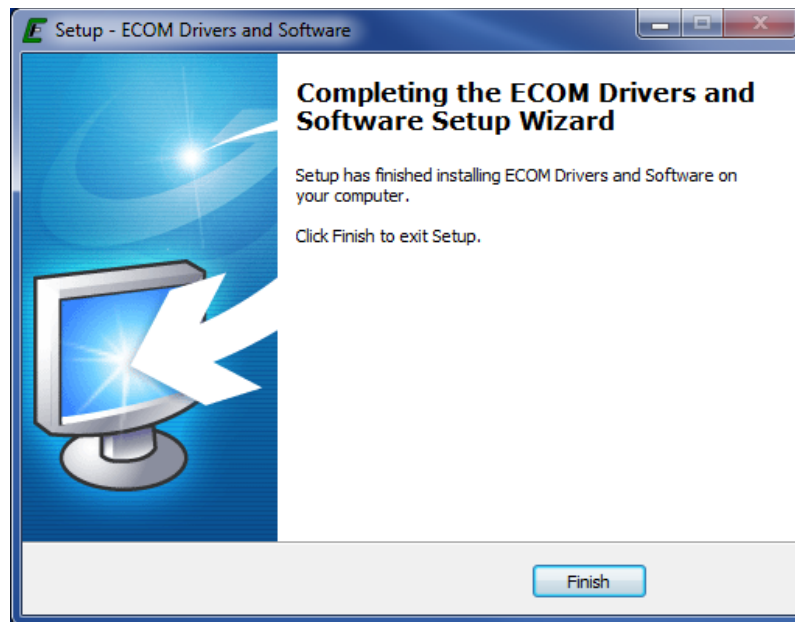 Setup - ECOM Drivers and Software
Completing the ECOM Drivers and
Software Setup Wizard
Setup has finished installing ECOM Drivers and Software on
your computer.
Click Finish to exit Setup.
Finish